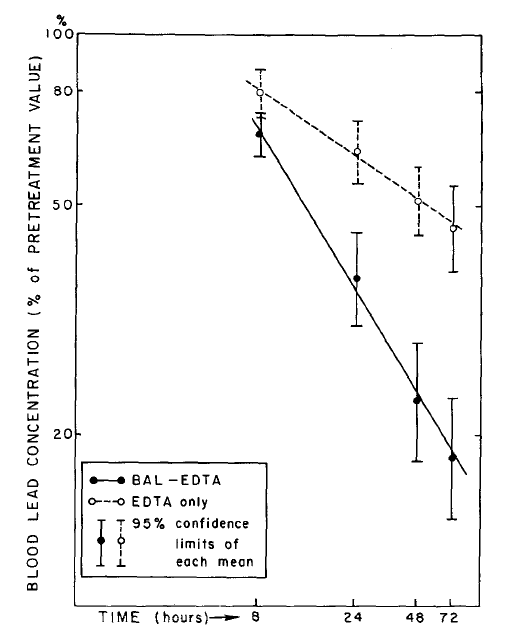 %
100
80
50
20
BLOOD LEAD CONCENTRATION (% of PRETREATMENT VALUE)
BAL-EDTA
EDTA only
95% confidence
limits of
each mean
TIME (hours) → 8 24 48 72